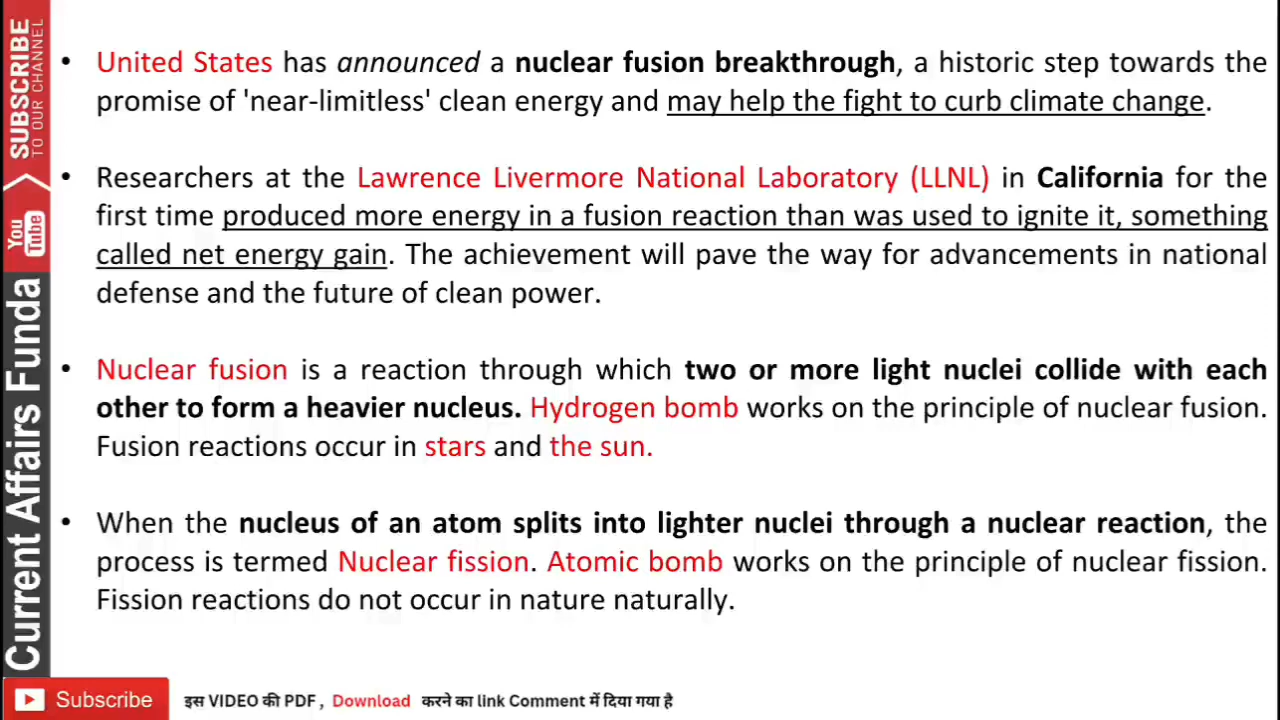 SUBSCRIBE
TO OUR CHANNEL
You
Tube
Current Affairs Funda
• United States has announced a nuclear fusion breakthrough, a historic step towards the
promise of 'near-limitless' clean energy and may help the fight to curb climate change.
• Researchers at the Lawrence Livermore National Laboratory (LLNL) in California for the
first time produced more energy in a fusion reaction than was used to ignite it, something
called net energy gain. The achievement will pave the way for advancements in national
defense and the future of clean power.
• Nuclear fusion is a reaction through which two or more light nuclei collide with each
other to form a heavier nucleus. Hydrogen bomb works on the principle of nuclear fusion.
Fusion reactions occur in stars and the sun.
• When the nucleus of an atom splits into lighter nuclei through a nuclear reaction, the
process is termed Nuclear fission. Atomic bomb works on the principle of nuclear fission.
Fission reactions do not occur in nature naturally.
Subscribe इस VIDEO की PDF , Download करने का link Comment में दिया गया है